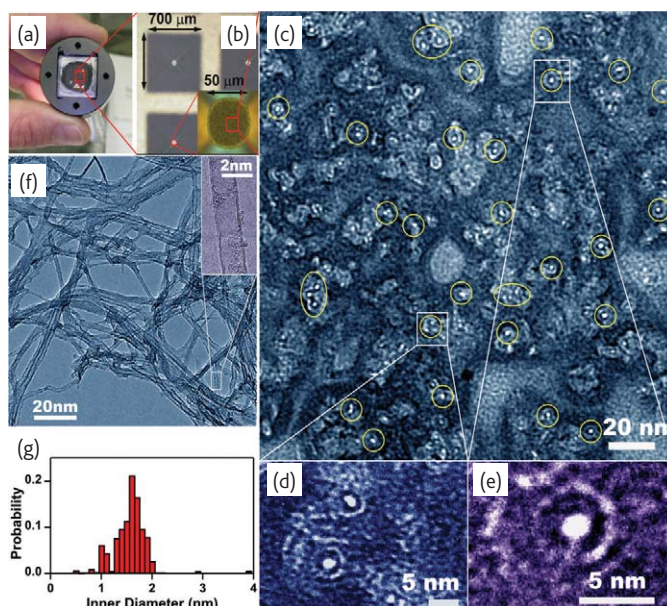 (a)
700 μm
(b)
50 μm
(c)
(f)
2nm
20nm
20 nm
(g)
Probability
0.2
0.1
0.0
0
1
2
3
4
Inner Diameter (nm)
(d)
5 nm
(e)
5 nm